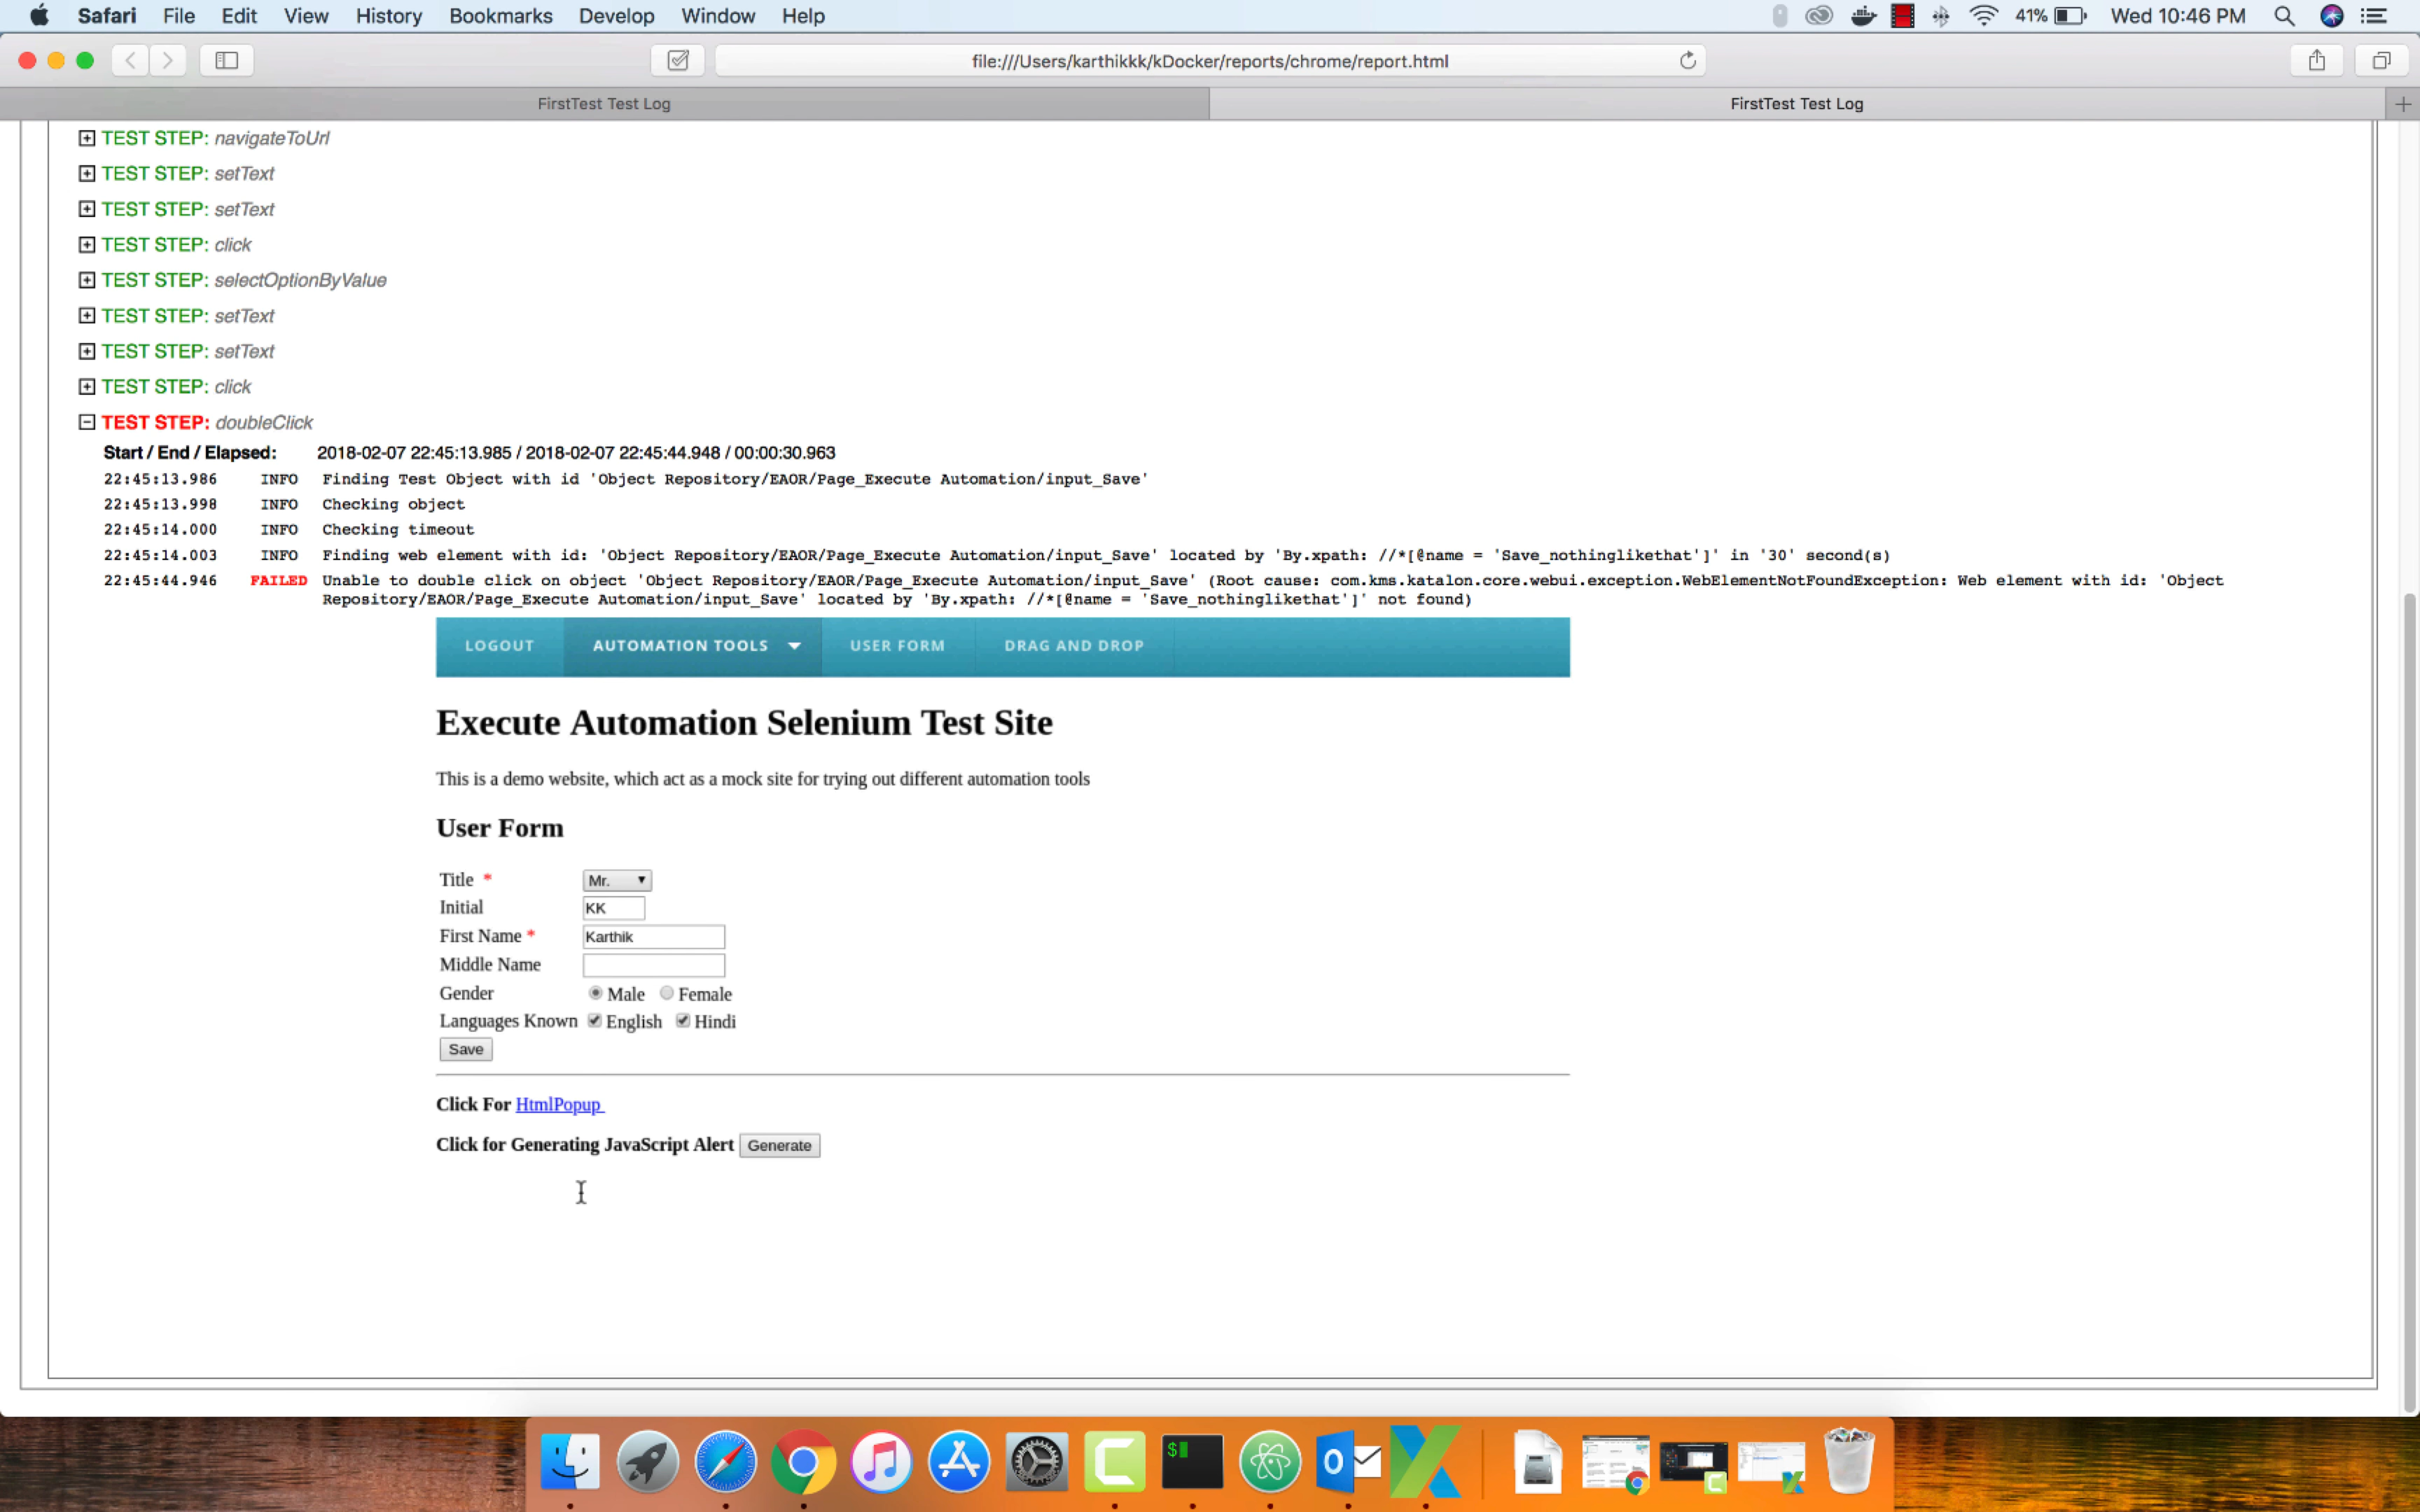 Safari File Edit View History Bookmarks Develop Window Help 41% Wed 10:46 PM
file:///Users/karthikkk/kDocker/reports/chrome/report.html
FirstTest Test Log FirstTest Test Log
TEST STEP: navigateToUrl
TEST STEP: setText
TEST STEP: setText
TEST STEP: click
TEST STEP: selectOptionByValue
TEST STEP: setText
TEST STEP: setText
TEST STEP: click
TEST STEP: doubleClick
Start / End / Elapsed: 2018-02-07 22:45:13.985 / 2018-02-07 22:45:44.948 / 00:00:30.963
22:45:13.986 INFO Finding Test Object with id 'Object Repository/EAOR/Page_Execute Automation/input_Save'
22:45:13.998 INFO Checking object
22:45:14.000 INFO Checking timeout
22:45:14.003 INFO Finding web element with id: 'Object Repository/EAOR/Page_Execute Automation/input_Save' located by 'By.xpath: //*[@name = 'Save_nothinglikethat']' in '30' second(s)
22:45:44.946 FAILED Unable to double click on object 'Object Repository/EAOR/Page_Execute Automation/input_Save' (Root cause: com.kms.katalon.core.webui.exception.WebElementNotFoundException: Web element with id: 'Object
Repository/EAOR/Page_Execute Automation/input_Save' located by 'By.xpath: //*[@name = 'Save_nothinglikethat']' not found)
LOGOUT AUTOMATION TOOLS USER FORM DRAG AND DROP
Execute Automation Selenium Test Site
This is a demo website, which act as a mock site for trying out different automation tools
User Form
Title * Mr.
Initial KK
First Name * Karthik
Middle Name
Gender Male Female
Languages Known English Hindi
Save
Click For HtmlPopup
Click for Generating JavaScript Alert Generate